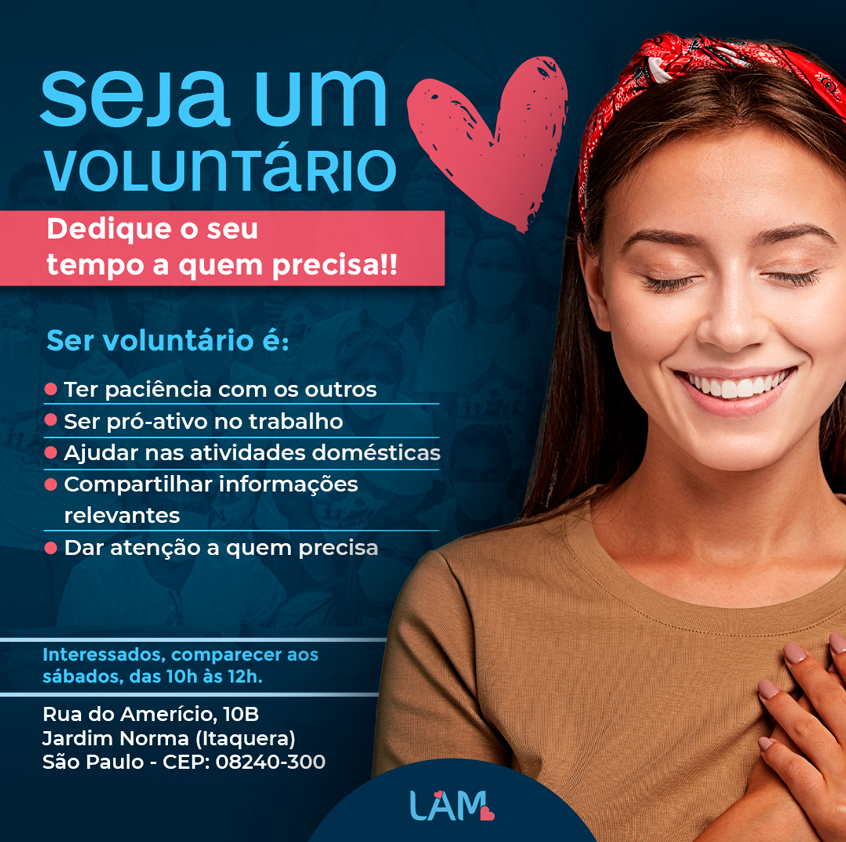 seja um
voluntário
Dedique o seu
tempo a quem precisa!!
Ser voluntário é:
Ter paciência com os outros
Ser pró-ativo no trabalho
Ajudar nas atividades domésticas
Compartilhar informações
relevantes
Dar atenção a quem precisa
Interessados, comparecer aos
sábados, das 10h às 12h.
Rua do Amerício, 10B
Jardim Norma (Itaquera)
São Paulo - CEP: 08240-300
LAM